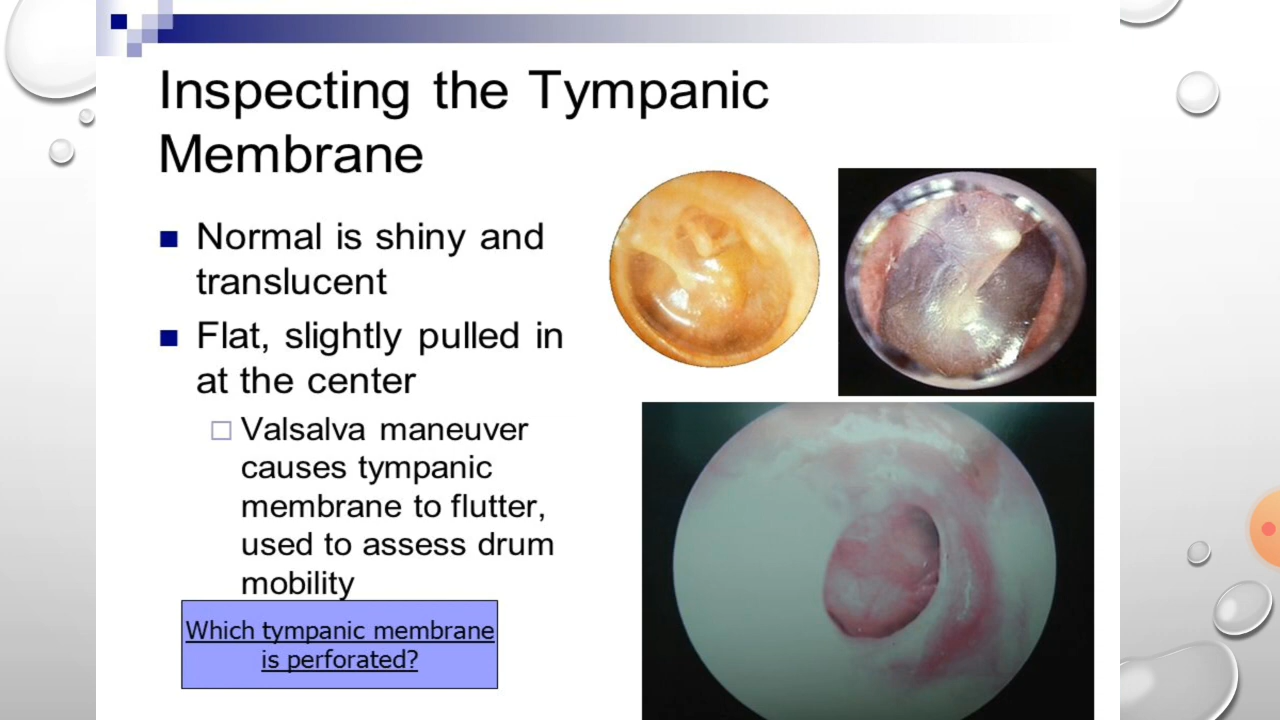 Inspecting the Tympanic
Membrane
Normal is shiny and
translucent
Flat, slightly pulled in
at the center
Valsalva maneuver
causes tympanic
membrane to flutter,
used to assess drum
mobility
Which tympanic membrane
is perforated?